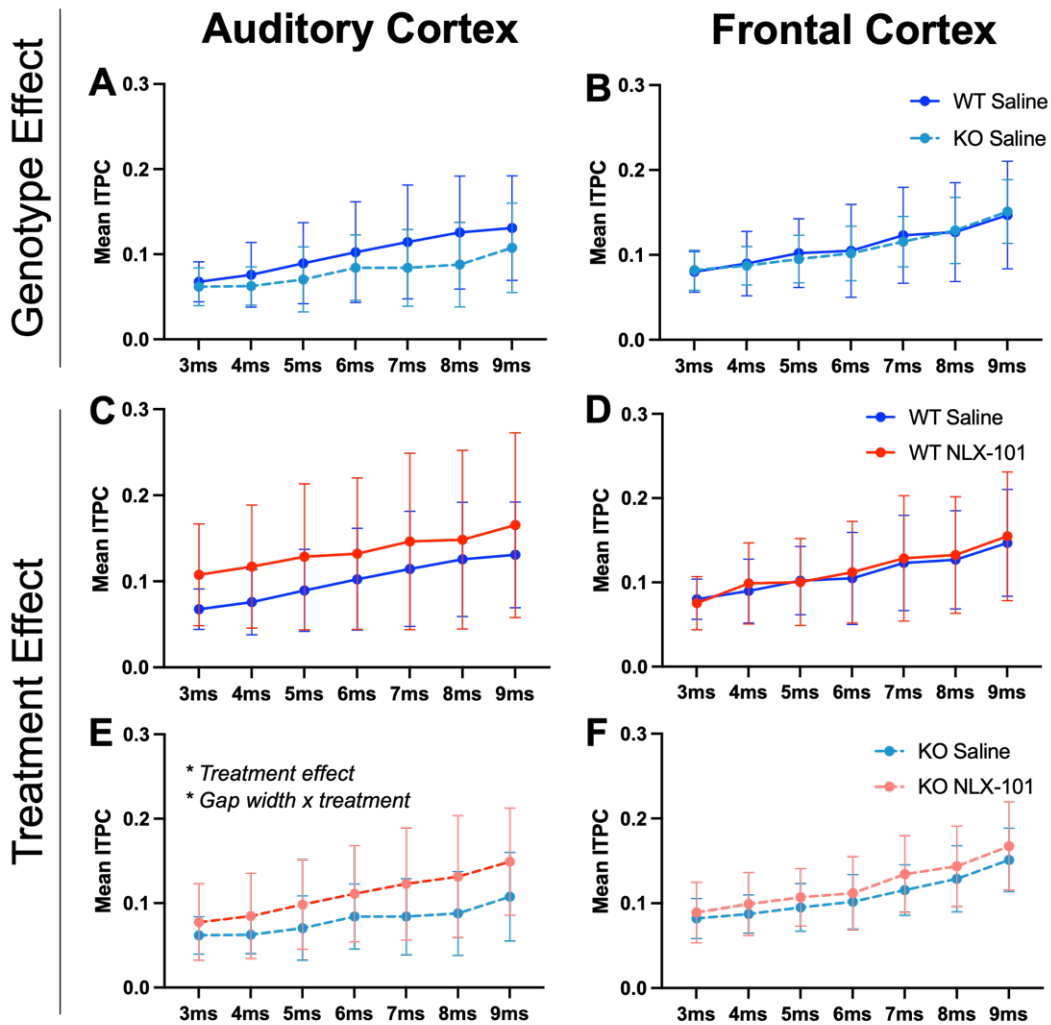 Auditory Cortex
Frontal Cortex
Genotype Effect
A
0.3
0.2
0.1
0.0
Mean ITPC
3ms 4ms 5ms 6ms 7ms 8ms 9ms
B
0.3
0.2
0.1
0.0
Mean ITPC
WT Saline
KO Saline
3ms 4ms 5ms 6ms 7ms 8ms 9ms
Treatment Effect
C
0.3
0.2
0.1
0.0
Mean ITPC
3ms 4ms 5ms 6ms 7ms 8ms 9ms
D
0.3
0.2
0.1
0.0
Mean ITPC
WT Saline
WT NLX-101
3ms 4ms 5ms 6ms 7ms 8ms 9ms
E
0.3
0.2
0.1
0.0
Mean ITPC
* Treatment effect
* Gap width x treatment
3ms 4ms 5ms 6ms 7ms 8ms 9ms
F
0.3
0.2
0.1
0.0
Mean ITPC
KO Saline
KO NLX-101
3ms 4ms 5ms 6ms 7ms 8ms 9ms